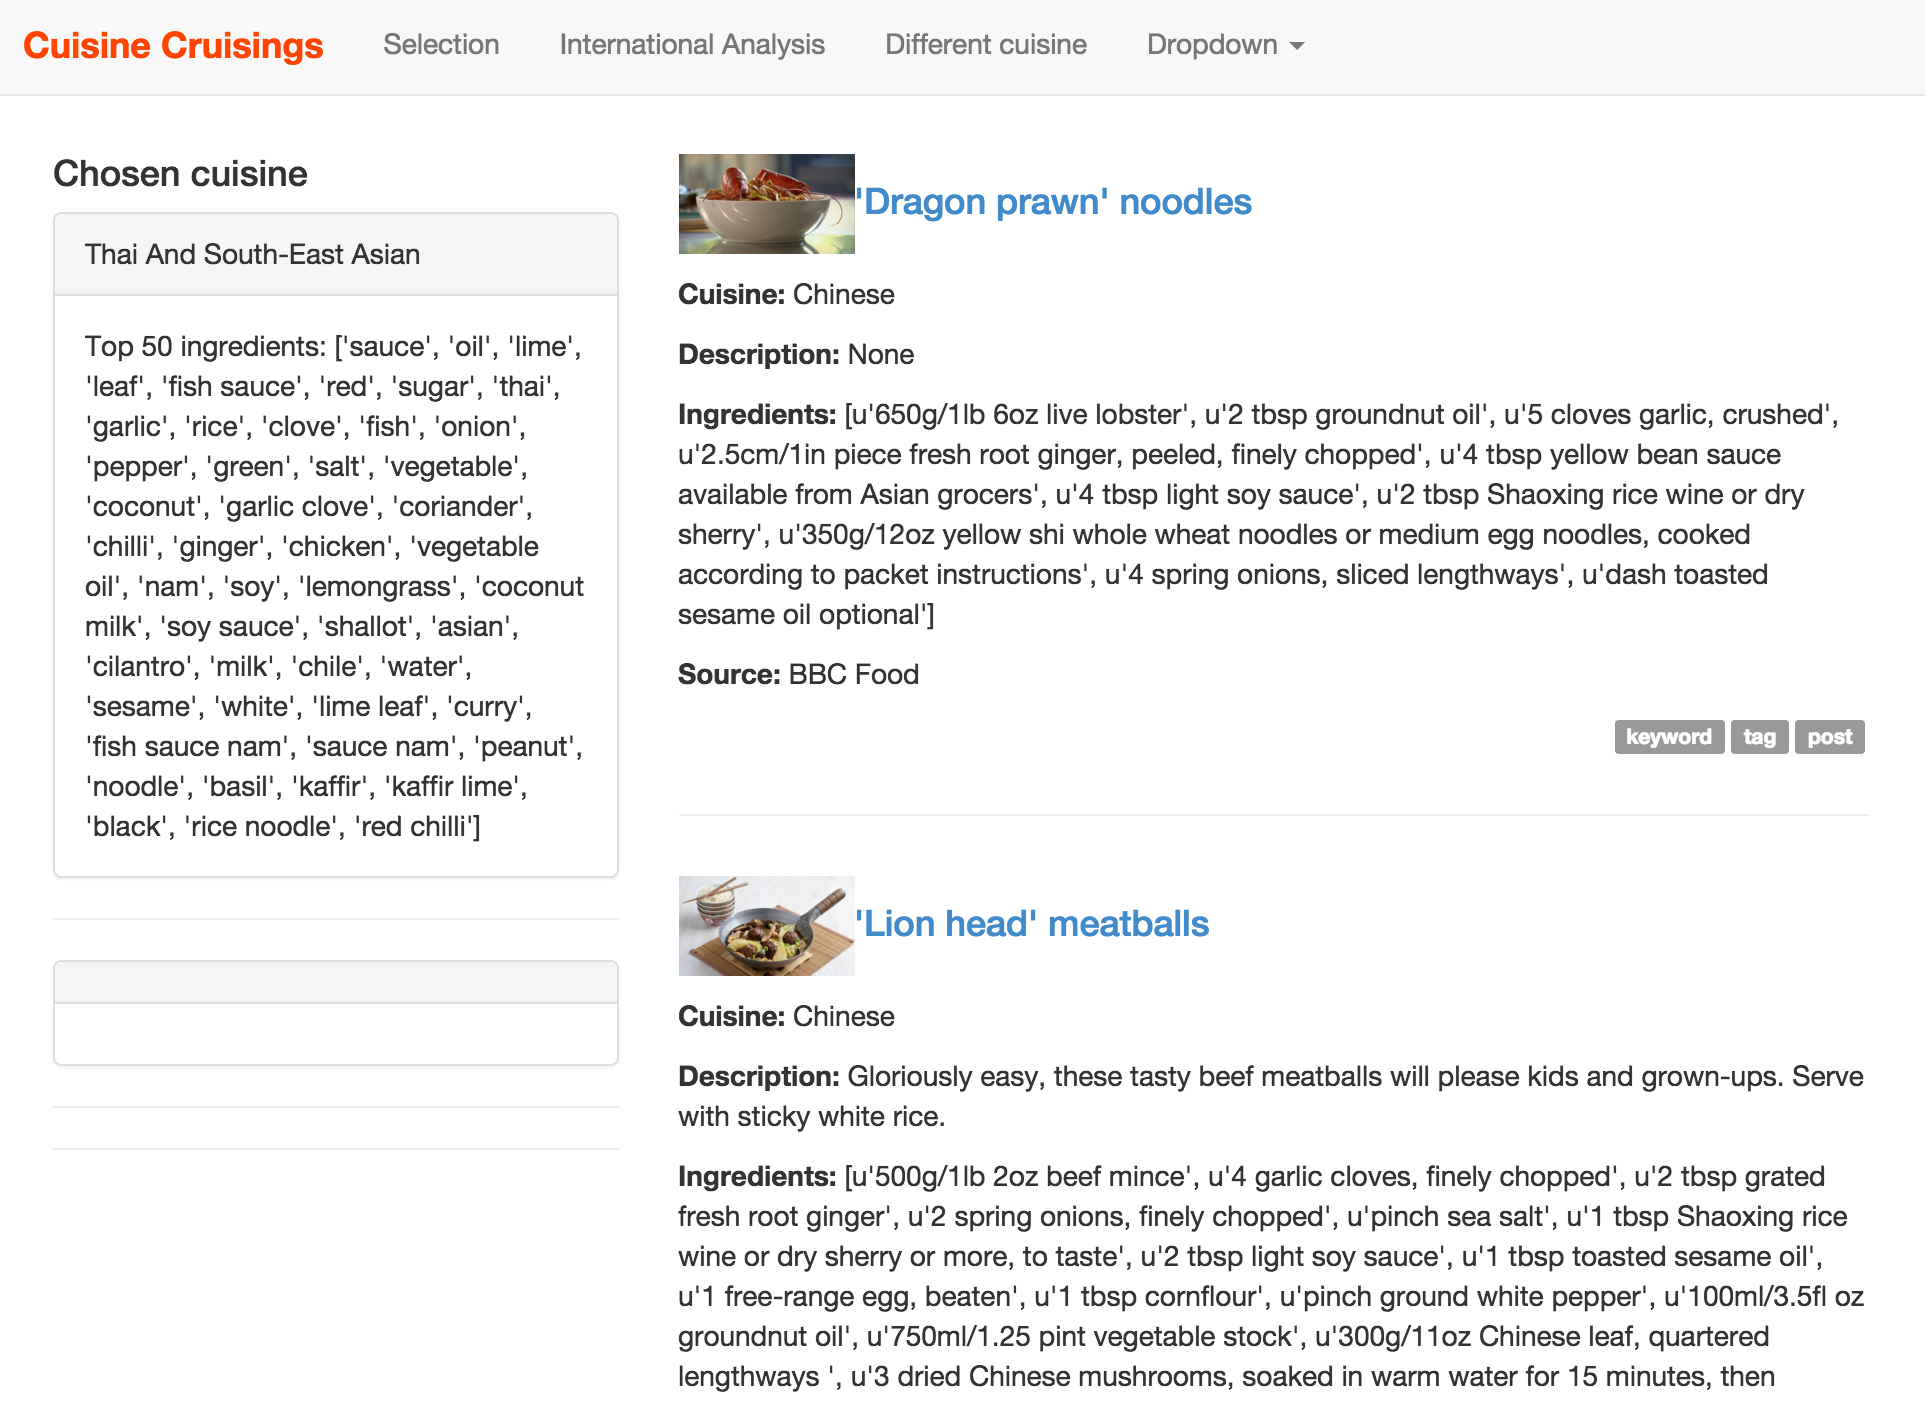 Cuisine Cruisings Selection International Analysis Different cuisine Dropdown
Chosen cuisine
Thai And South-East Asian
Top 50 ingredients: ['sauce', 'oil', 'lime',
'leaf', 'fish sauce', 'red', 'sugar', 'thai',
'garlic', 'rice', 'clove', 'fish', 'onion',
'pepper', 'green', 'salt', 'vegetable',
'coconut', 'garlic clove', 'coriander',
'chilli', 'ginger', 'chicken', 'vegetable
oil', 'nam', 'soy', 'lemongrass', 'coconut
milk', 'soy sauce', 'shallot', 'asian',
'cilantro', 'milk', 'chile', 'water',
'sesame', 'white', 'lime leaf', 'curry',
'fish sauce nam', 'sauce nam', 'peanut',
'noodle', 'basil', 'kaffir', 'kaffir lime',
'black', 'rice noodle', 'red chilli']
'Dragon prawn' noodles
Cuisine: Chinese
Description: None
Ingredients: [u'650g/1lb 6oz live lobster', u'2 tbsp groundnut oil', u'5 cloves garlic, crushed',
u'2.5cm/1in piece fresh root ginger, peeled, finely chopped', u'4 tbsp yellow bean sauce
available from Asian grocers', u'4 tbsp light soy sauce', u'2 tbsp Shaoxing rice wine or dry
sherry', u'350g/12oz yellow shi whole wheat noodles or medium egg noodles, cooked
according to packet instructions', u'4 spring onions, sliced lengthways', u'dash toasted
sesame oil optional']
Source: BBC Food
keyword tag post
'Lion head' meatballs
Cuisine: Chinese
Description: Gloriously easy, these tasty beef meatballs will please kids and grown-ups. Serve
with sticky white rice.
Ingredients: [u'500g/1lb 2oz beef mince', u'4 garlic cloves, finely chopped', u'2 tbsp grated
fresh root ginger', u'2 spring onions, finely chopped', u'pinch sea salt', u'1 tbsp Shaoxing rice
wine or dry sherry or more, to taste', u'2 tbsp light soy sauce', u'1 tbsp toasted sesame oil',
u'1 free-range egg, beaten', u'1 tbsp cornflour', u'pinch ground white pepper', u'100ml/3.5fl oz
groundnut oil', u'750ml/1.25 pint vegetable stock', u'300g/11oz Chinese leaf, quartered
lengthways ', u'3 dried Chinese mushrooms, soaked in warm water for 15 minutes, then